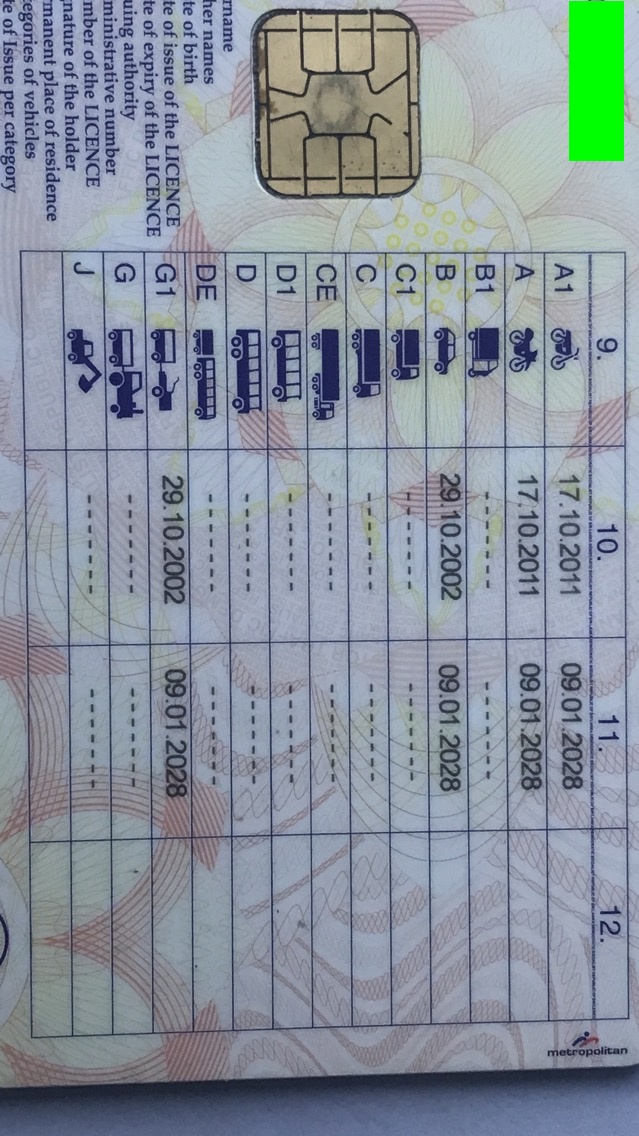 9. 10. 11. 12.
A1 17.10.2011 09.01.2028
A 17.10.2011 09.01.2028
B1 ------- -------
B 29.10.2002 09.01.2028
C1 ------- -------
C ------- -------
CE ------- -------
D1 ------- -------
D ------- -------
DE ------- -------
G1 29.10.2002 09.01.2028
G ------- -------
J ------- -------
metropolitan
rname
her names
te of birth
te of issue of the LICENCE
te of expiry of the LICENCE
uing authority
ministrative number
mber of the LICENCE
nature of the holder
manent place of residence
egories of vehicles
te of Issue per category